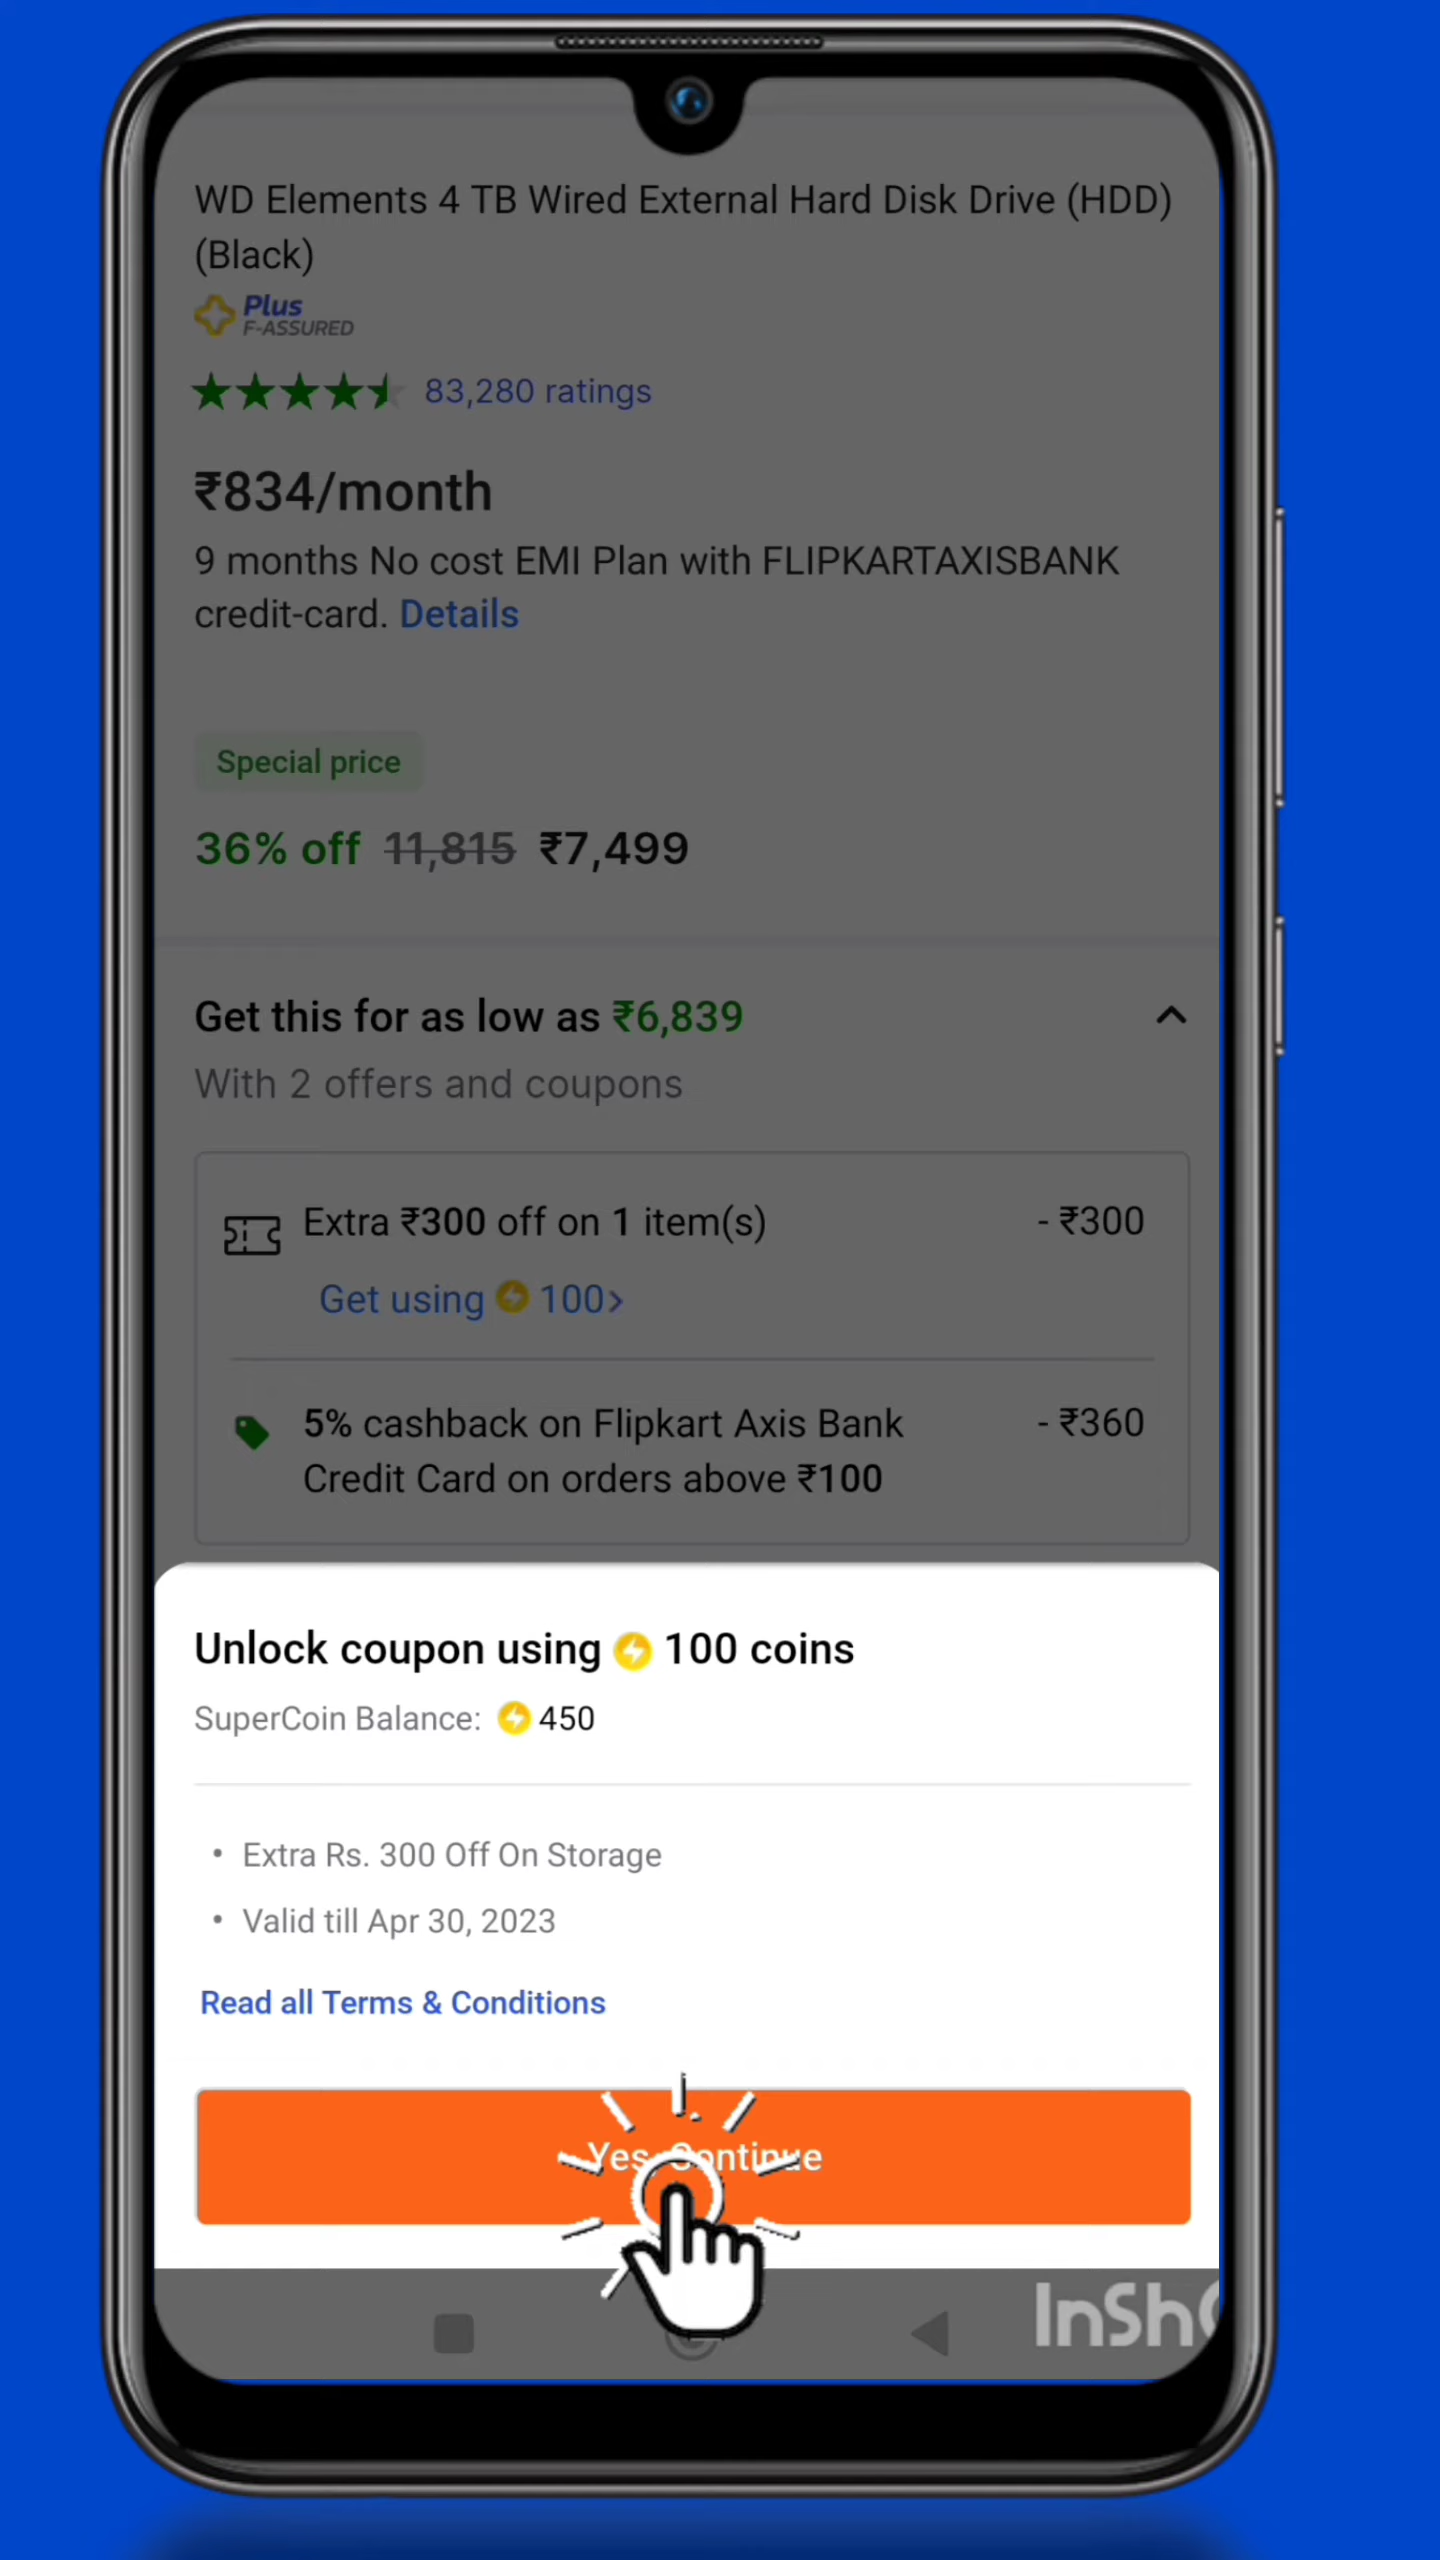 WD Elements 4 TB Wired External Hard Disk Drive (HDD)
(Black)
Plus
F-ASSURED
83,280 ratings
₹834/month
9 months No cost EMI Plan with FLIPKARTAXISBANK
credit-card. Details
Special price
36% off 11,815 ₹7,499
Get this for as low as ₹6,839
With 2 offers and coupons
Extra ₹300 off on 1 item(s) - ₹300
Get using 100>
5% cashback on Flipkart Axis Bank - ₹360
Credit Card on orders above ₹100
Unlock coupon using 100 coins
SuperCoin Balance: 450
• Extra Rs. 300 Off On Storage
• Valid till Apr 30, 2023
Read all Terms & Conditions
Yes, Continue
InSh